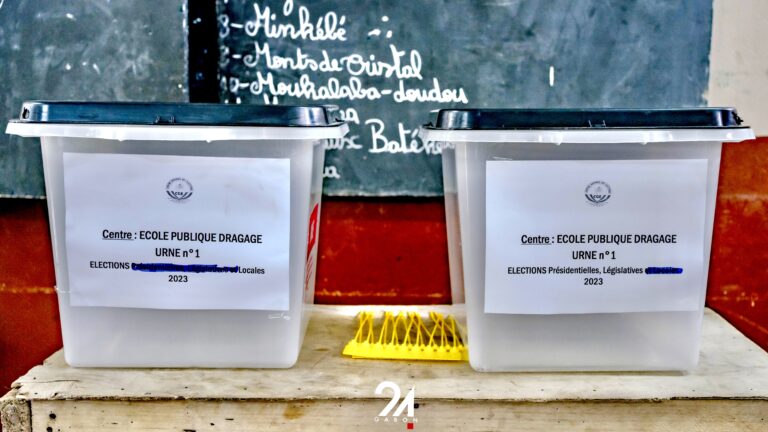 - Minkébé
- Monts de Cristal
- Moukalaba-doudou
Batéké
Centre : ECOLE PUBLIQUE DRAGAGE
URNE n°1
ELECTIONS Locales
2023
Centre : ECOLE PUBLIQUE DRAGAGE
URNE n°1
ELECTIONS Présidentielles, Législatives
2023
24
GABON